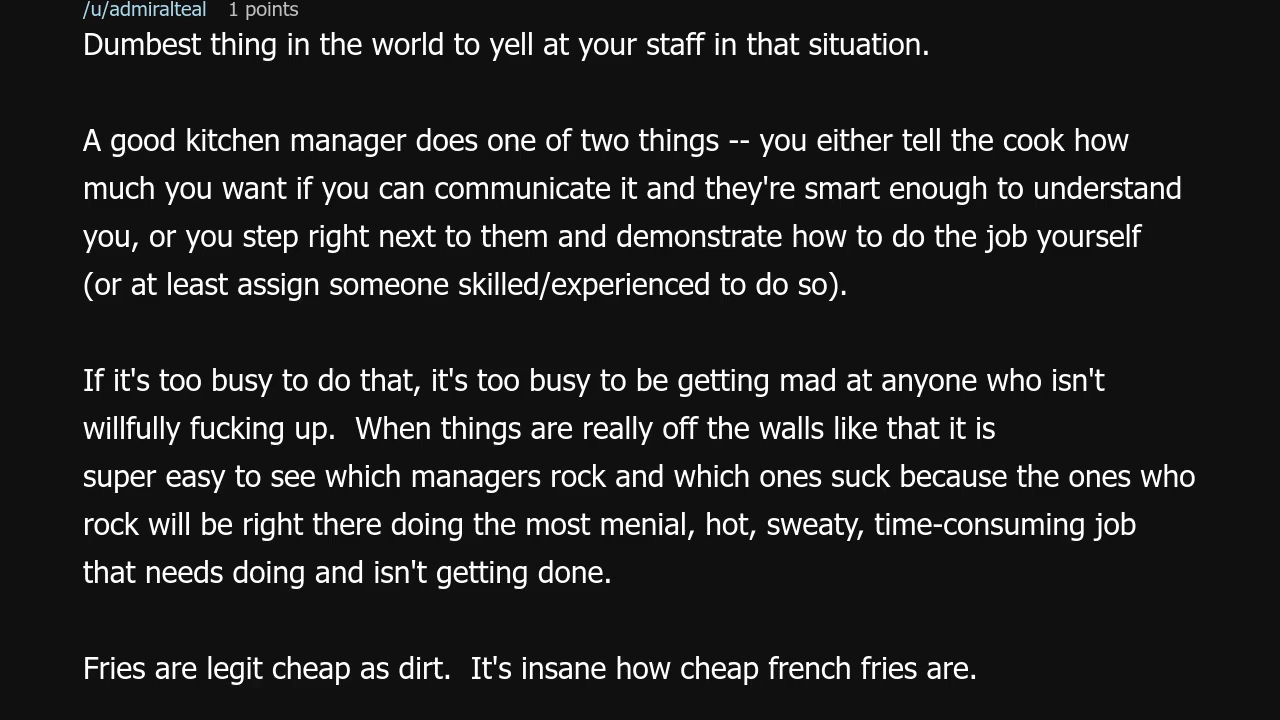 /u/admiralteal 1 points
Dumbest thing in the world to yell at your staff in that situation.
A good kitchen manager does one of two things -- you either tell the cook how
much you want if you can communicate it and they're smart enough to understand
you, or you step right next to them and demonstrate how to do the job yourself
(or at least assign someone skilled/experienced to do so).
If it's too busy to do that, it's too busy to be getting mad at anyone who isn't
willfully fucking up.  When things are really off the walls like that it is
super easy to see which managers rock and which ones suck because the ones who
rock will be right there doing the most menial, hot, sweaty, time-consuming job
that needs doing and isn't getting done.
Fries are legit cheap as dirt.  It's insane how cheap french fries are.